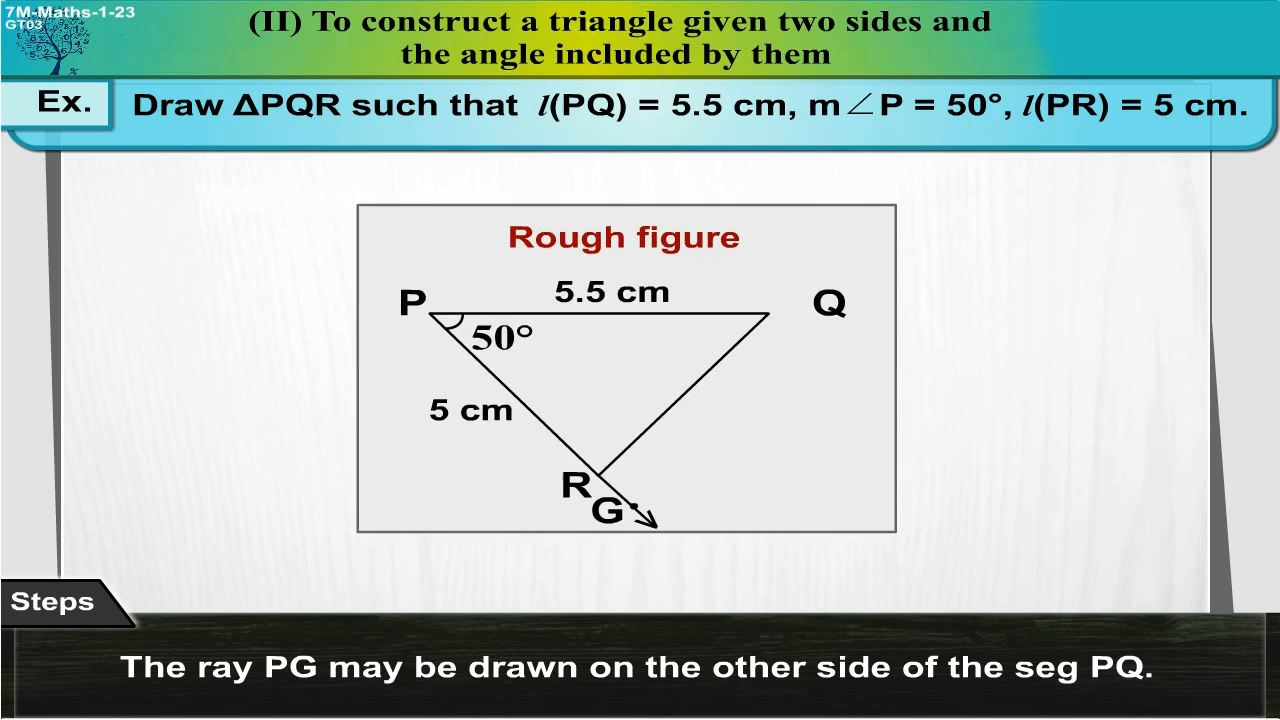 7M-Maths-1-23
GT03
(II) To construct a triangle given two sides and
the angle included by them
Ex.
Draw ΔPQR such that l(PQ) = 5.5 cm, m∠P = 50°, l(PR) = 5 cm.
Rough figure
5.5 cm
P
Q
50°
5 cm
R
G
Steps
The ray PG may be drawn on the other side of the seg PQ.